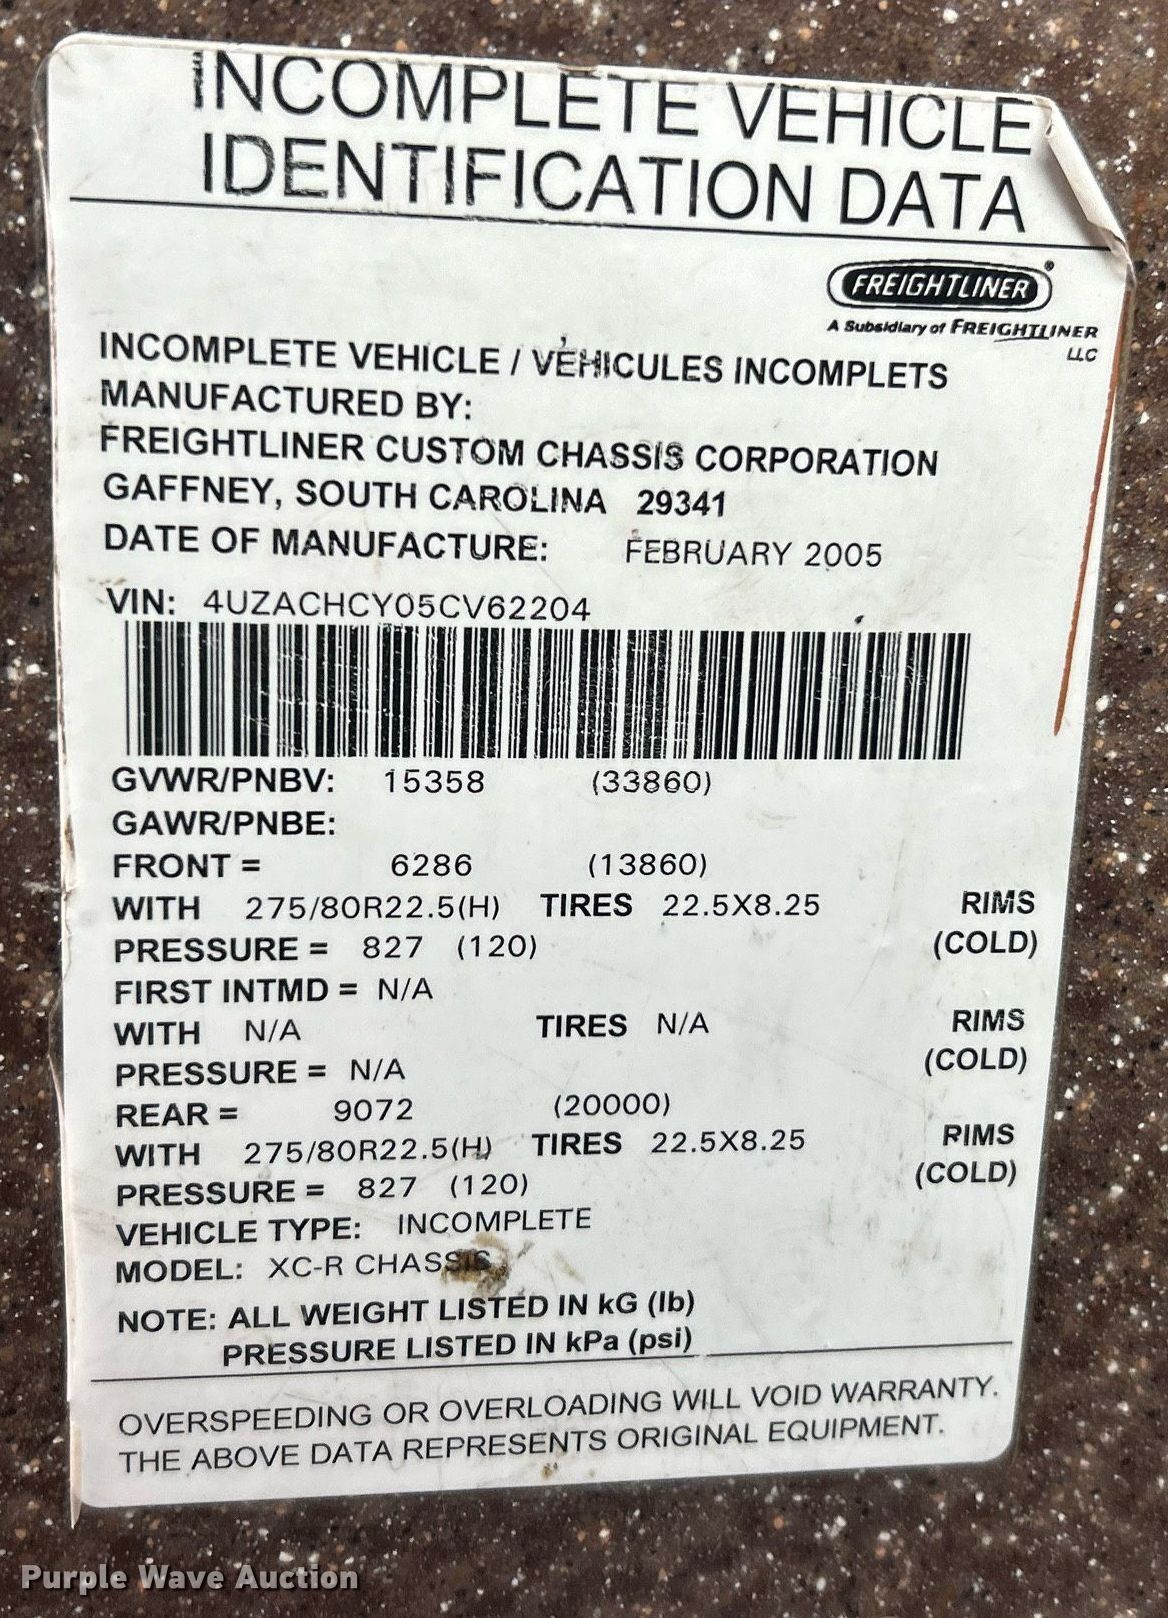 INCOMPLETE VEHICLE
IDENTIFICATION DATA
FREIGHTLINER®
A Subsidiary of FREIGHTLINER
LLC
INCOMPLETE VEHICLE / VÉHICULES INCOMPLETS
MANUFACTURED BY:
FREIGHTLINER CUSTOM CHASSIS CORPORATION
GAFFNEY, SOUTH CAROLINA 29341
DATE OF MANUFACTURE: FEBRUARY 2005
VIN: 4UZACHCY05CV62204
GVWR/PNBV: 15358 (33860)
GAWR/PNBE:
FRONT = 6286 (13860)
WITH 275/80R22.5(H) TIRES 22.5X8.25 RIMS
PRESSURE = 827 (120) (COLD)
FIRST INTMD = N/A
WITH N/A TIRES N/A RIMS
PRESSURE = N/A (COLD)
REAR = 9072 (20000)
WITH 275/80R22.5(H) TIRES 22.5X8.25 RIMS
PRESSURE = 827 (120) (COLD)
VEHICLE TYPE: INCOMPLETE
MODEL: XC-R CHASSIS
NOTE: ALL WEIGHT LISTED IN kG (lb)
PRESSURE LISTED IN kPa (psi)
OVERSPEEDING OR OVERLOADING WILL VOID WARRANTY.
THE ABOVE DATA REPRESENTS ORIGINAL EQUIPMENT.
Purple Wave Auction